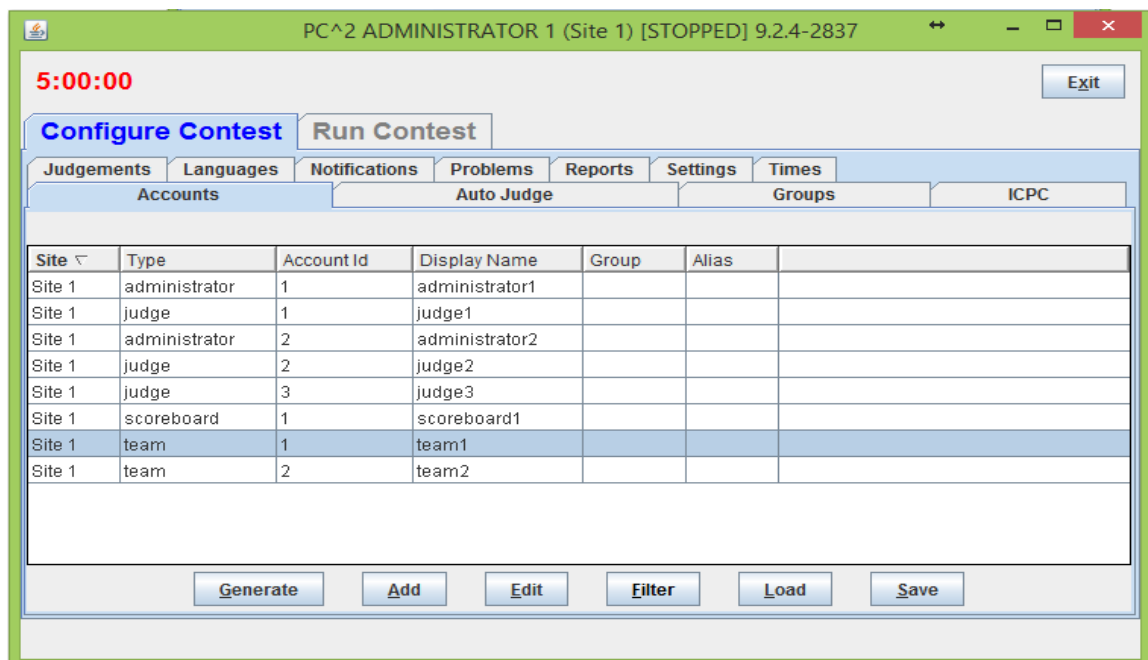 PC^2 ADMINISTRATOR 1 (Site 1) [STOPPED] 9.2.4-2837
5:00:00 Exit
Configure Contest Run Contest
Judgements Languages Notifications Problems Reports Settings Times
Accounts Auto Judge Groups ICPC
Site Type Account Id Display Name Group Alias
Site 1 administrator 1 administrator1
Site 1 judge 1 judge1
Site 1 administrator 2 administrator2
Site 1 judge 2 judge2
Site 1 judge 3 judge3
Site 1 scoreboard 1 scoreboard1
Site 1 team 1 team1
Site 1 team 2 team2
Generate Add Edit Filter Load Save